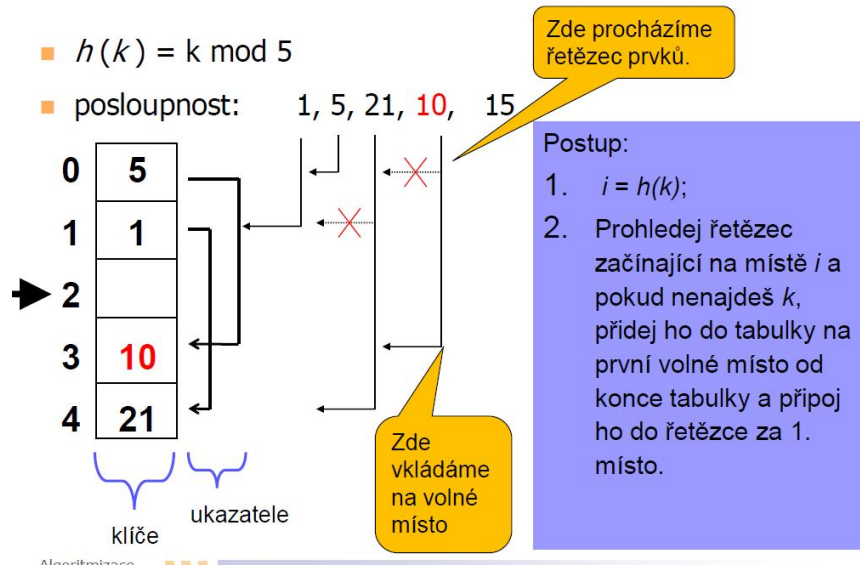 h(k) = k mod 5
posloupnost: 1, 5, 21, 10, 15
Zde procházíme
řetězec prvků.
0 5
1 1
2
3 10
4 21
klíče
ukazatele
Zde
vkládáme
na volné
místo
Postup:
1. i = h(k);
2. Prohledej řetězec
začínající na místě i a
pokud nenajdeš k,
přidej ho do tabulky na
první volné místo od
konce tabulky a připoj
ho do řetězce za 1.
místo.
Algoritmizace